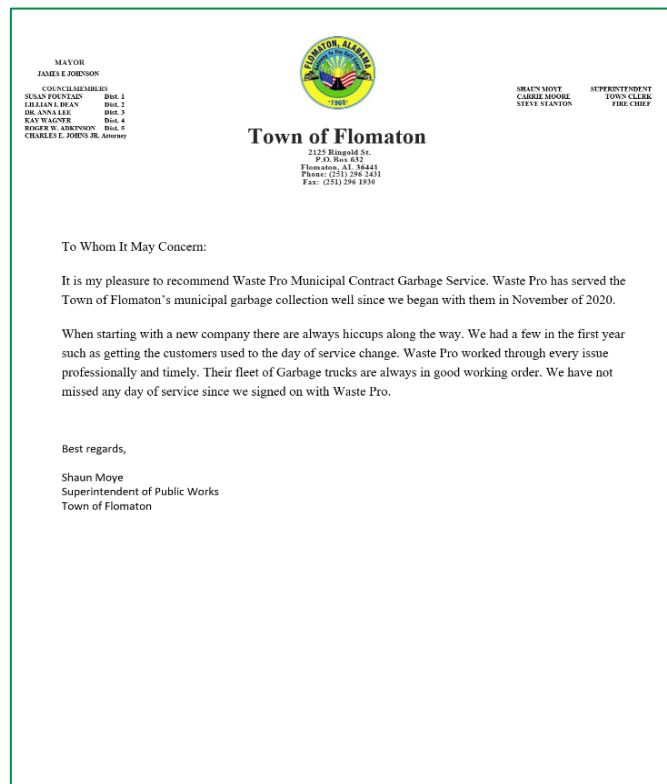 MAYOR
JAMES E JOHNSON
COUNCILMEMBERS
SUSAN FOUNTAIN Dist. 1
LILLIAN L DEAN Dist. 2
DR. ANNA LEE Dist. 3
KAY WAGNER Dist. 4
ROGER W. ADKINSON Dist. 5
CHARLES E. JOHNS JR. Attorney
FLOMATON, ALABAMA
1908
SHAUN MOYE SUPERINTENDENT
CARRIE MOORE TOWN CLERK
STEVE STANTON FIRE CHIEF
Town of Flomaton
2125 Ringold St.
P.O. Box 632
Flomaton, AL 36441
Phone: (251) 296-2431
Fax: (251) 296-1930
To Whom It May Concern:
It is my pleasure to recommend Waste Pro Municipal Contract Garbage Service. Waste Pro has served the
Town of Flomaton’s municipal garbage collection well since we began with them in November of 2020.
When starting with a new company there are always hiccups along the way. We had a few in the first year
such as getting the customers used to the day of service change. Waste Pro worked through every issue
professionally and timely. Their fleet of Garbage trucks are always in good working order. We have not
missed any day of service since we signed on with Waste Pro.
Best regards,
Shaun Moye
Superintendent of Public Works
Town of Flomaton